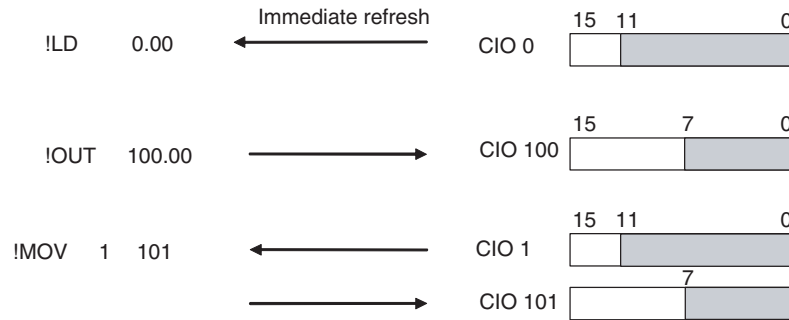 Immediate refresh
15 11 0
!LD 0.00 CIO 0
15 7 0
!OUT 100.00 CIO 100
15 11 0
!MOV 1 101 CIO 1
7
CIO 101